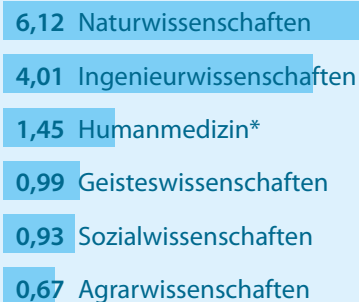 6,12 Naturwissenschaften
4,01 Ingenieurwissenschaften
1,45 Humanmedizin*
0,99 Geisteswissenschaften
0,93 Sozialwissenschaften
0,67 Agrarwissenschaften